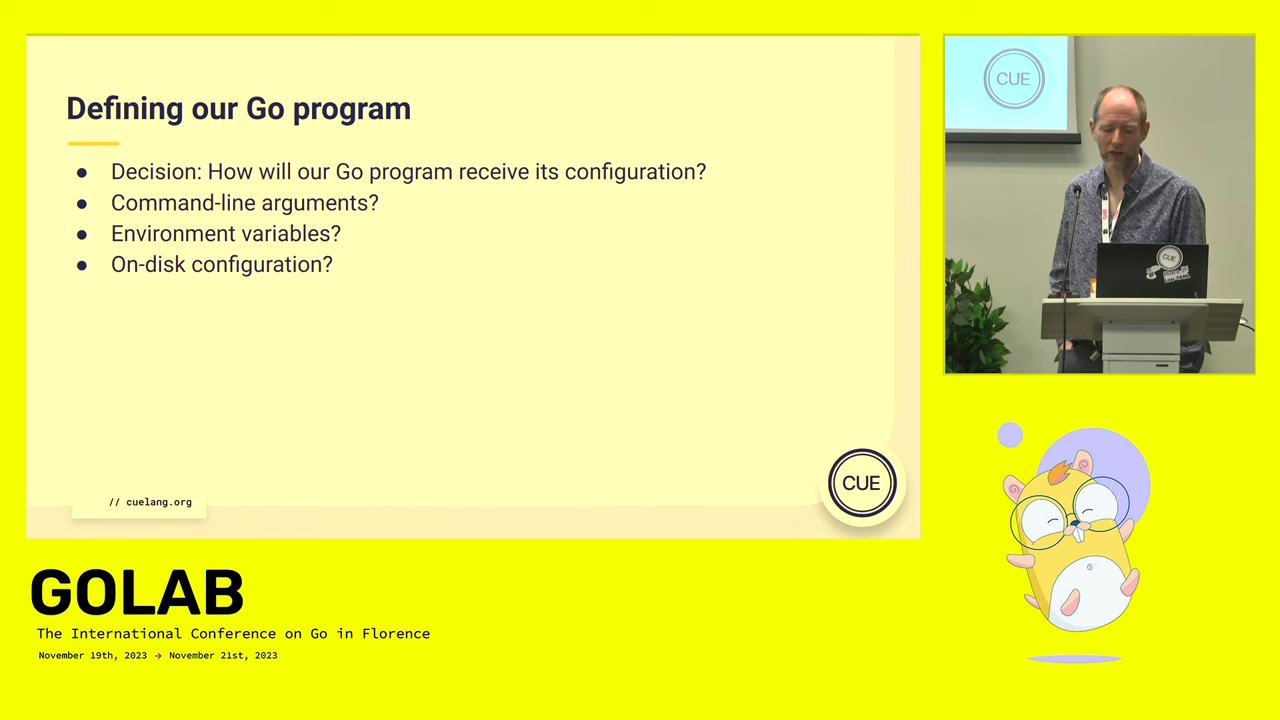 Defining our Go program
● Decision: How will our Go program receive its configuration?
● Command-line arguments?
● Environment variables?
● On-disk configuration?
// cuelang.org
CUE
CUE
CUE
GOLAB
The International Conference on Go in Florence
November 19th, 2023 → November 21st, 2023